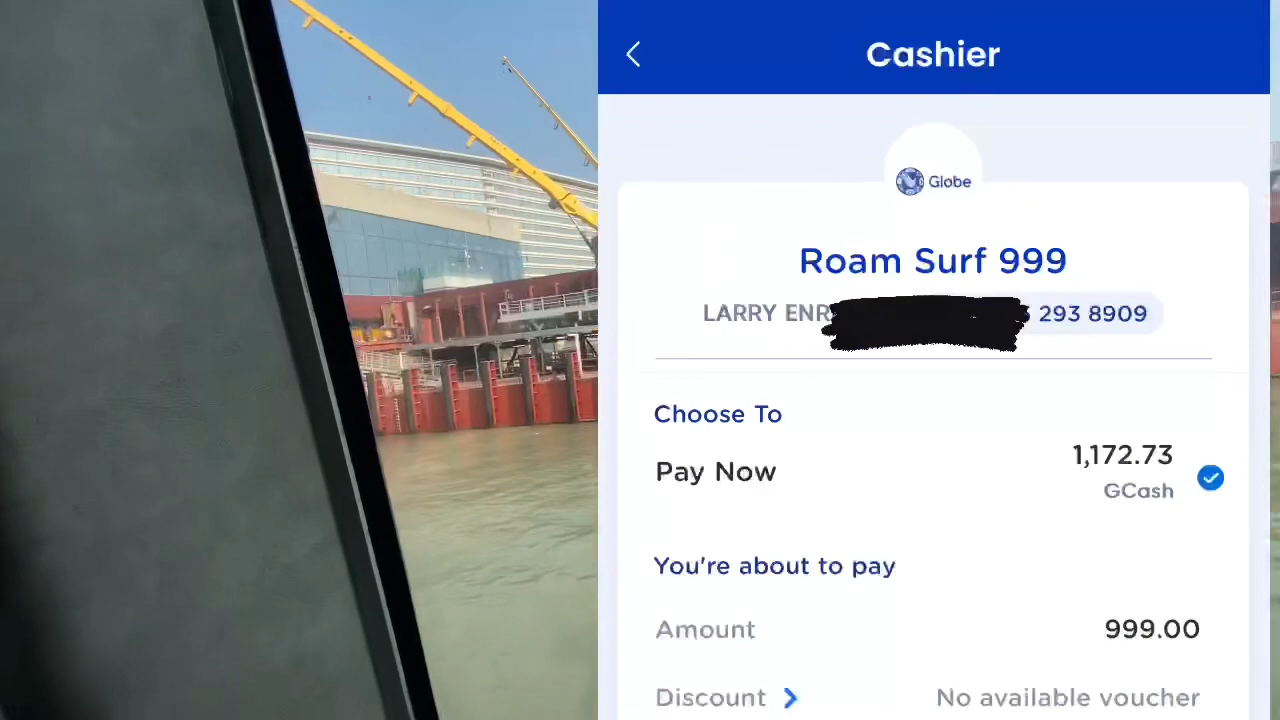 Cashier
Globe
Roam Surf 999
LARRY ENR 293 8909
Choose To
Pay Now
1,172.73
GCash
You're about to pay
Amount 999.00
Discount No available voucher